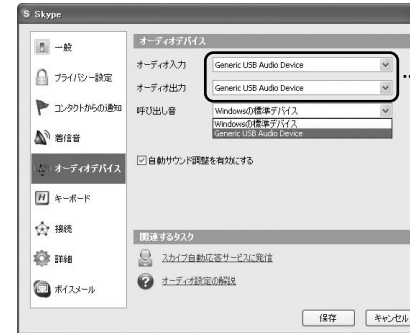 S Skype
一般
プライバシー設定
コンタクトからの通知
着信音
オーディオデバイス
キーボード
接続
詳細
ボイスメール
オーディオデバイス
オーディオ入力 Generic USB Audio Device
オーディオ出力 Generic USB Audio Device
呼び出し音 Windowsの標準デバイス
Windowsの標準デバイス
Generic USB Audio Device
自動サウンド調整を有効にする
関連するタスク
スカイプ自動応答サービスに発信
オーディオ設定の解説
保存 キャンセル